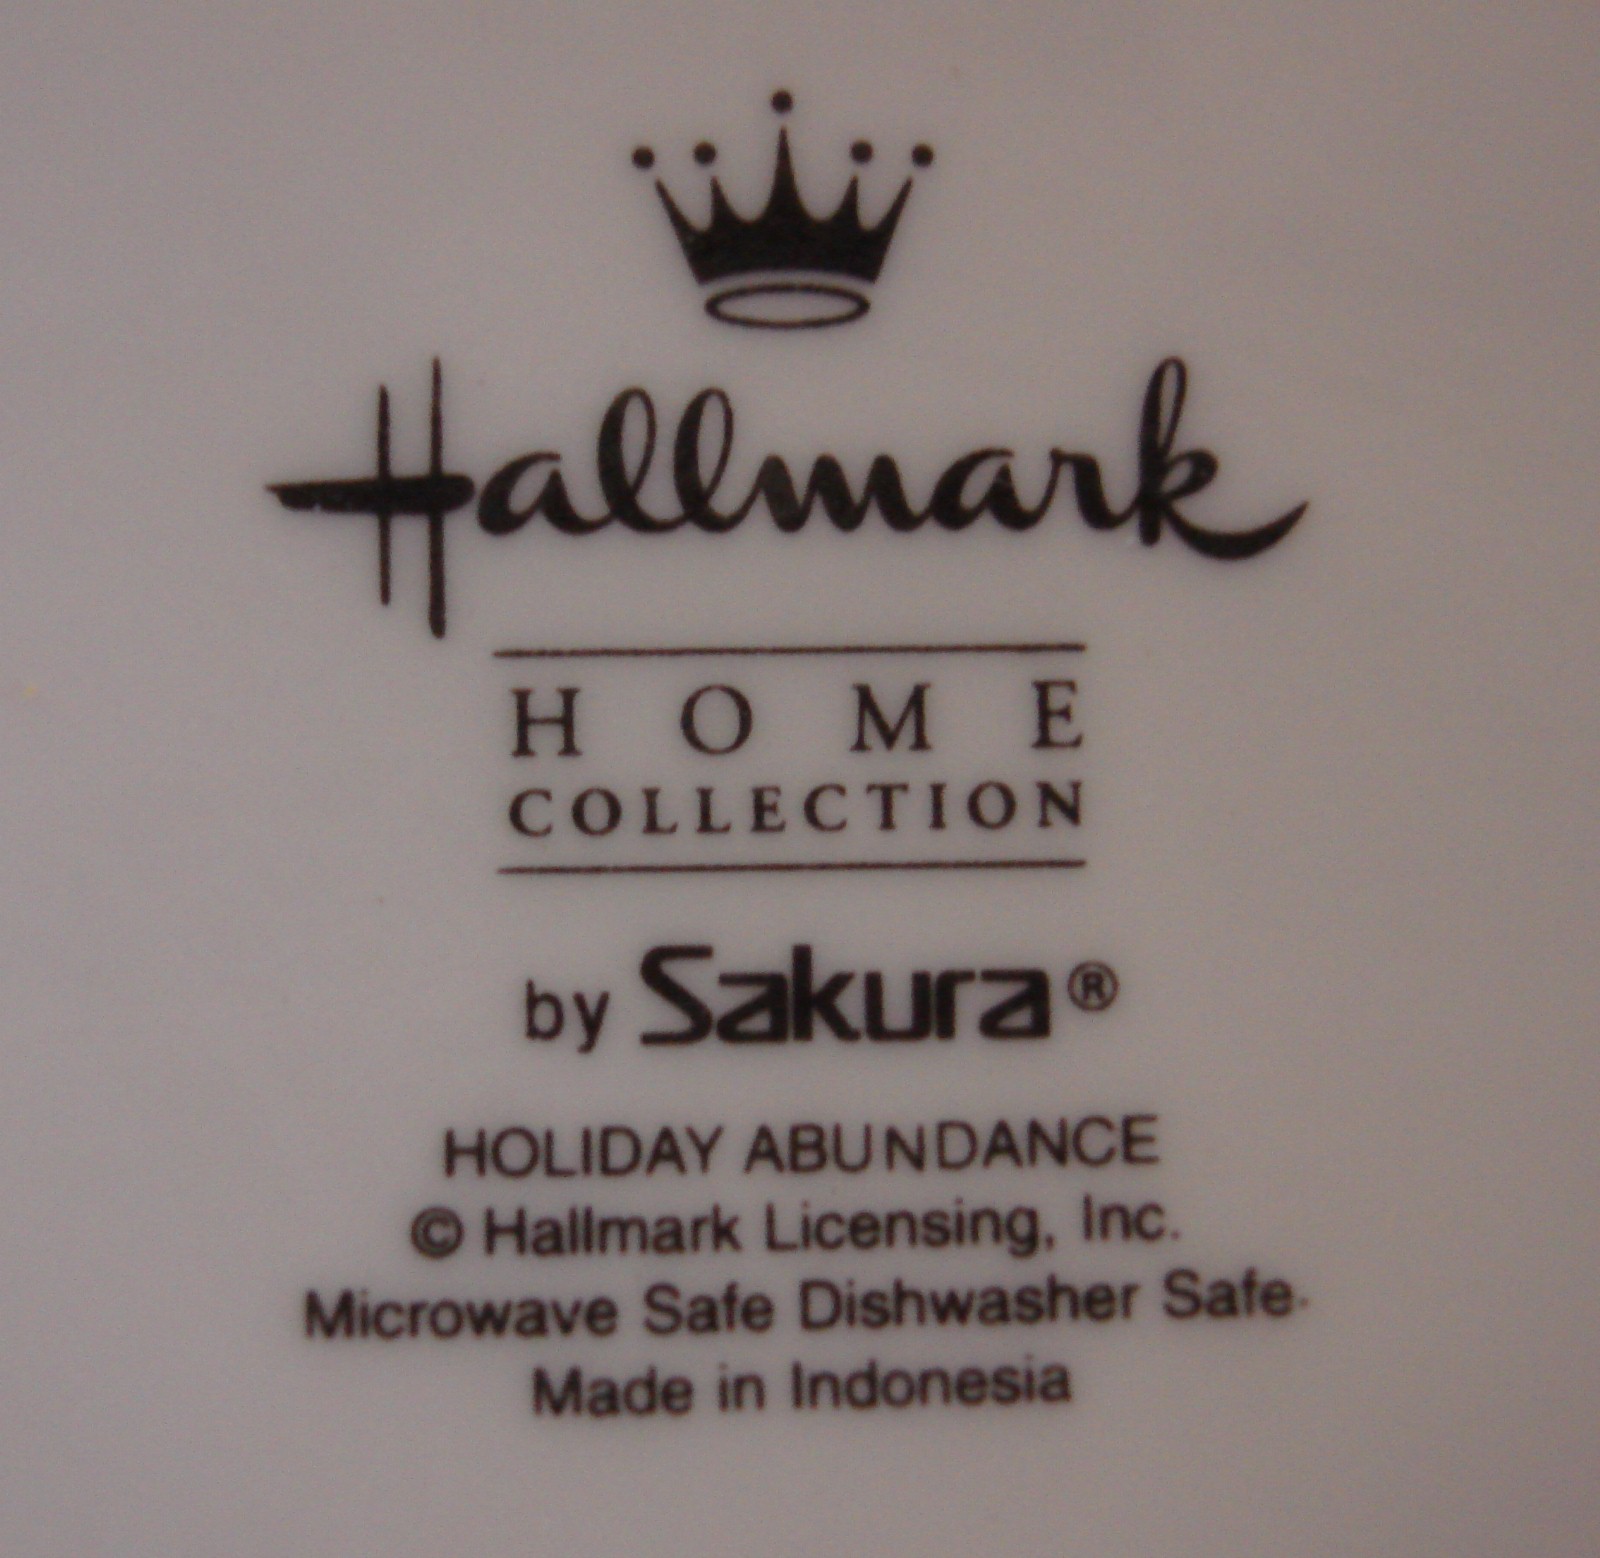 Hallmark
HOME
COLLECTION
by Sakura®
HOLIDAY ABUNDANCE
© Hallmark Licensing, Inc.
Microwave Safe Dishwasher Safe
Made in Indonesia